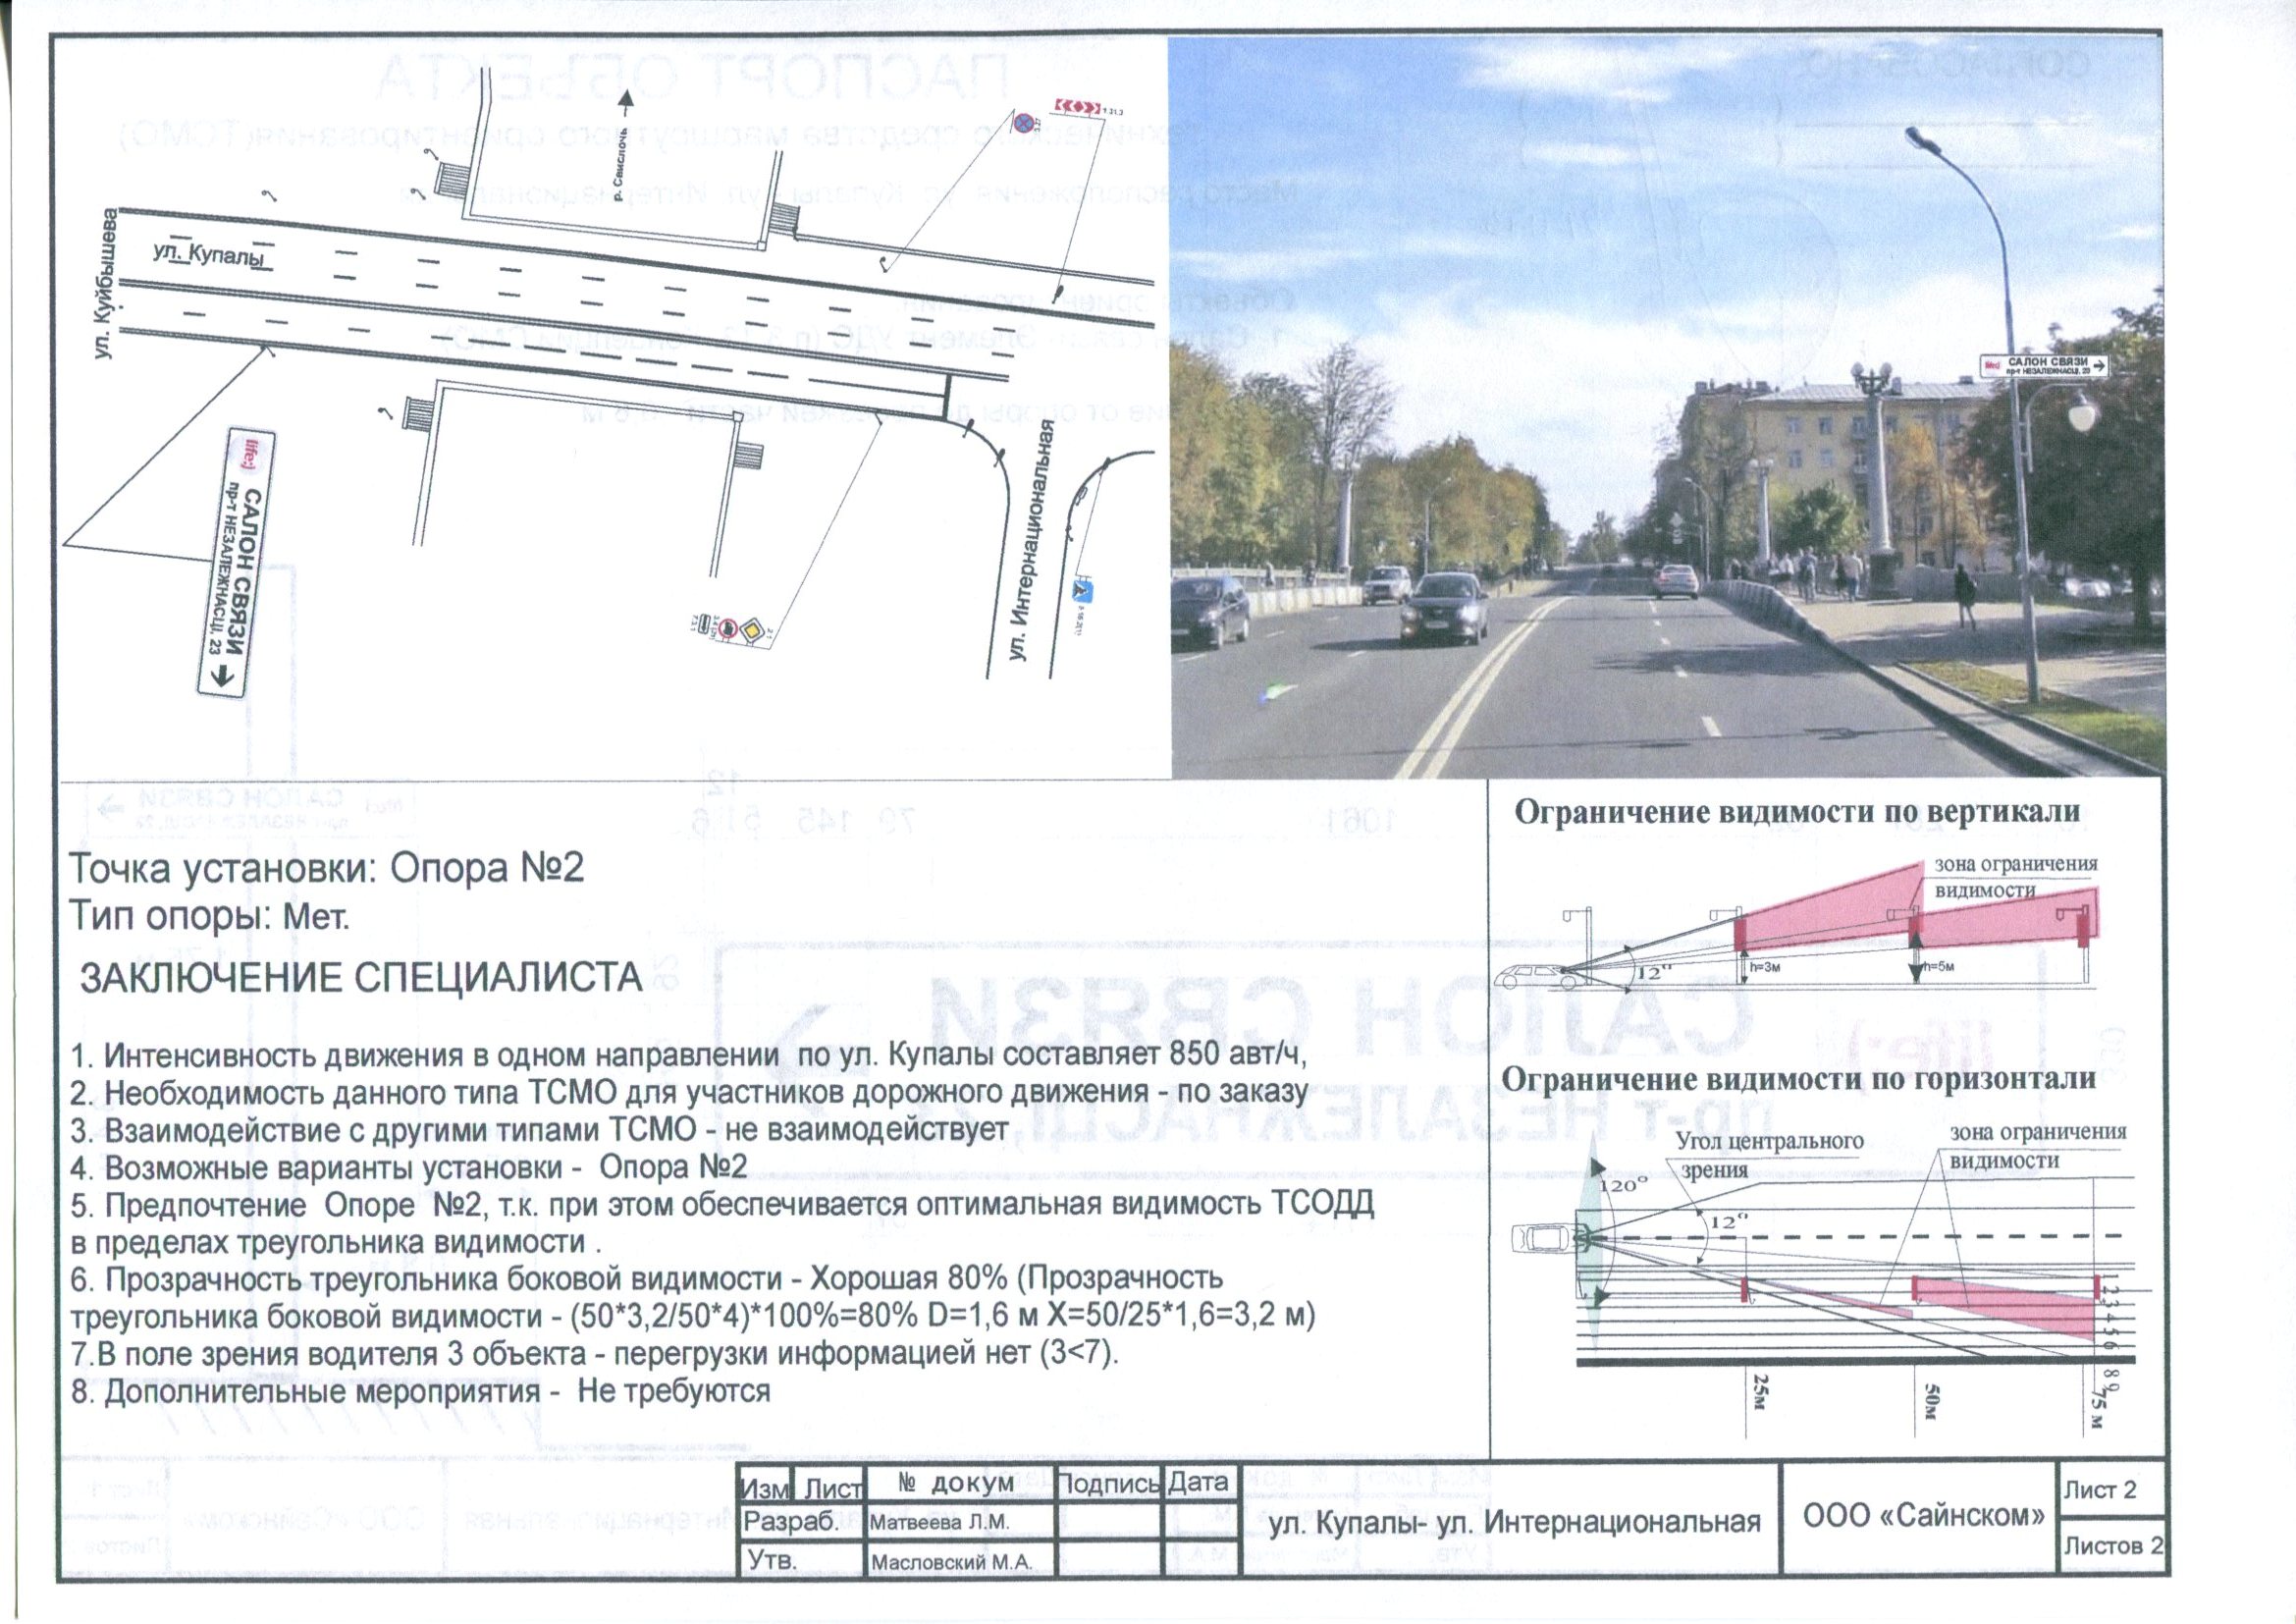 р. Свислочь
1.31.3
3.27
ул. Куйбышева
ул. Купалы
life:)
САЛОН СВЯЗИ
пр-т НЕЗАЛЕЖНАСЦІ, 23
ул. Интернациональная
2.1
life:)
САЛОН СВЯЗИ
пр-т НЕЗАЛЕЖНАСЦІ, 23
Точка установки: Опора №2
Тип опоры: Мет.
ЗАКЛЮЧЕНИЕ СПЕЦИАЛИСТА
1. Интенсивность движения в одном направлении по ул. Купалы составляет 850 авт/ч,
2. Необходимость данного типа ТСМО для участников дорожного движения - по заказу
3. Взаимодействие с другими типами ТСМО - не взаимодействует
4. Возможные варианты установки - Опора №2
5. Предпочтение Опоре №2, т.к. при этом обеспечивается оптимальная видимость ТСОДД
в пределах треугольника видимости .
6. Прозрачность треугольника боковой видимости - Хорошая 80% (Прозрачность
треугольника боковой видимости - (50*3,2/50*4)*100%=80% D=1,6 м X=50/25*1,6=3,2 м)
7.В поле зрения водителя 3 объекта - перегрузки информацией нет (3<7).
8. Дополнительные мероприятия - Не требуются
Ограничение видимости по вертикали
зона ограничения
видимости
12°
h=3м
h=5м
Ограничение видимости по горизонтали
Угол центрального
зрения
зона ограничения
видимости
120°
12°
1 2 3 4 5 6 8 9
25м
50м
75 м
Изм Лист № докум Подпись Дата
Разраб. Матвеева Л.М.
Утв. Масловский М.А.
ул. Купалы- ул. Интернациональная
ООО «Сайнском»
Лист 2
Листов 2